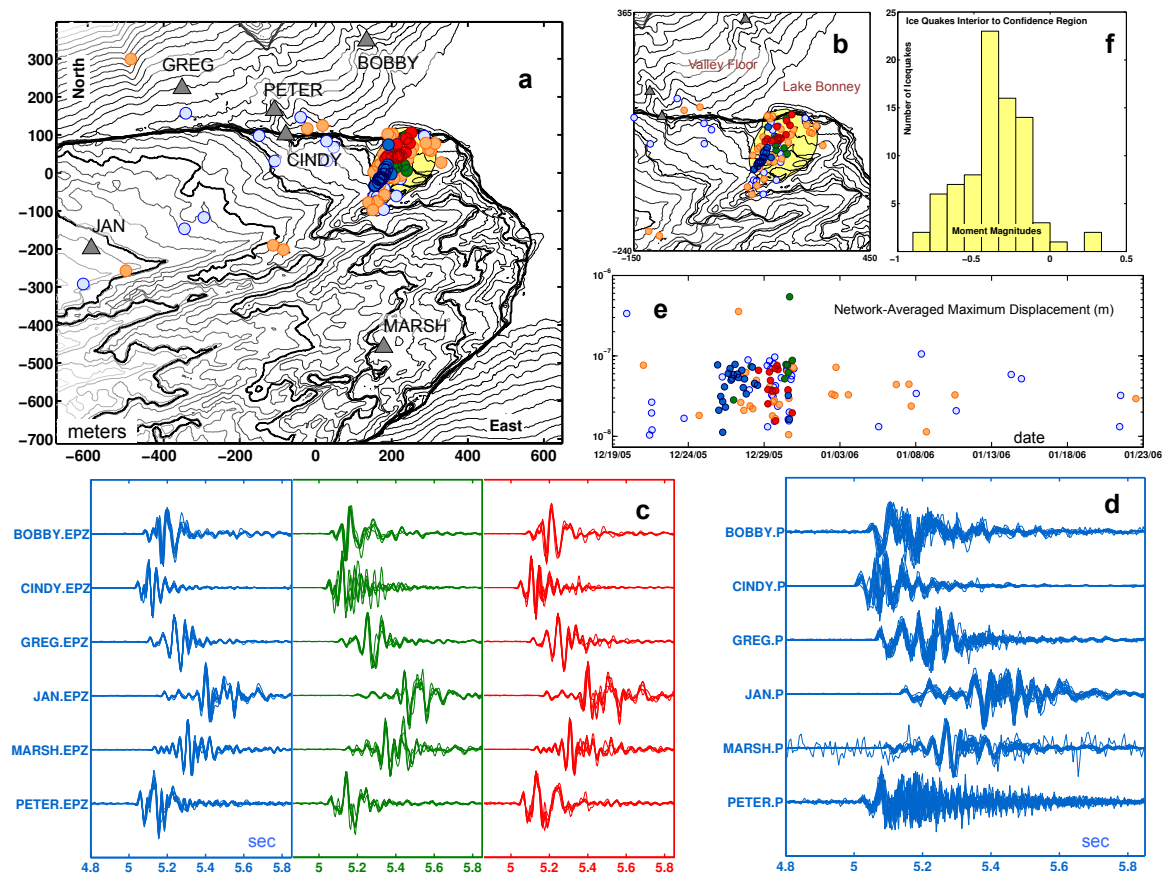 a
North
GREG
BOBBY
PETER
CINDY
JAN
MARSH
East
meters
300
200
100
0
−100
−200
−300
−400
−500
−600
−700
−600 −400 −200 0 200 400 600
b
365
Valley Floor
Lake Bonney
−240
−150 450
f
Ice Quakes Interior to Confidence Region
Number of Icequakes
25
20
15
10
5
Moment Magnitudes
−1 −0.5 0 0.5
e
Network-Averaged Maximum Displacement (m)
10−6
10−7
10−8
date
12/19/05 12/24/05 12/29/05 01/03/06 01/08/06 01/13/06 01/18/06 01/23/06
c
BOBBY.EPZ
CINDY.EPZ
GREG.EPZ
JAN.EPZ
MARSH.EPZ
PETER.EPZ
sec
4.8 5 5.2 5.4 5.6 5.8 5 5.2 5.4 5.6 5.8 5 5.2 5.4 5.6 5.8
d
BOBBY.P
CINDY.P
GREG.P
JAN.P
MARSH.P
PETER.P
sec
4.8 5 5.2 5.4 5.6 5.8